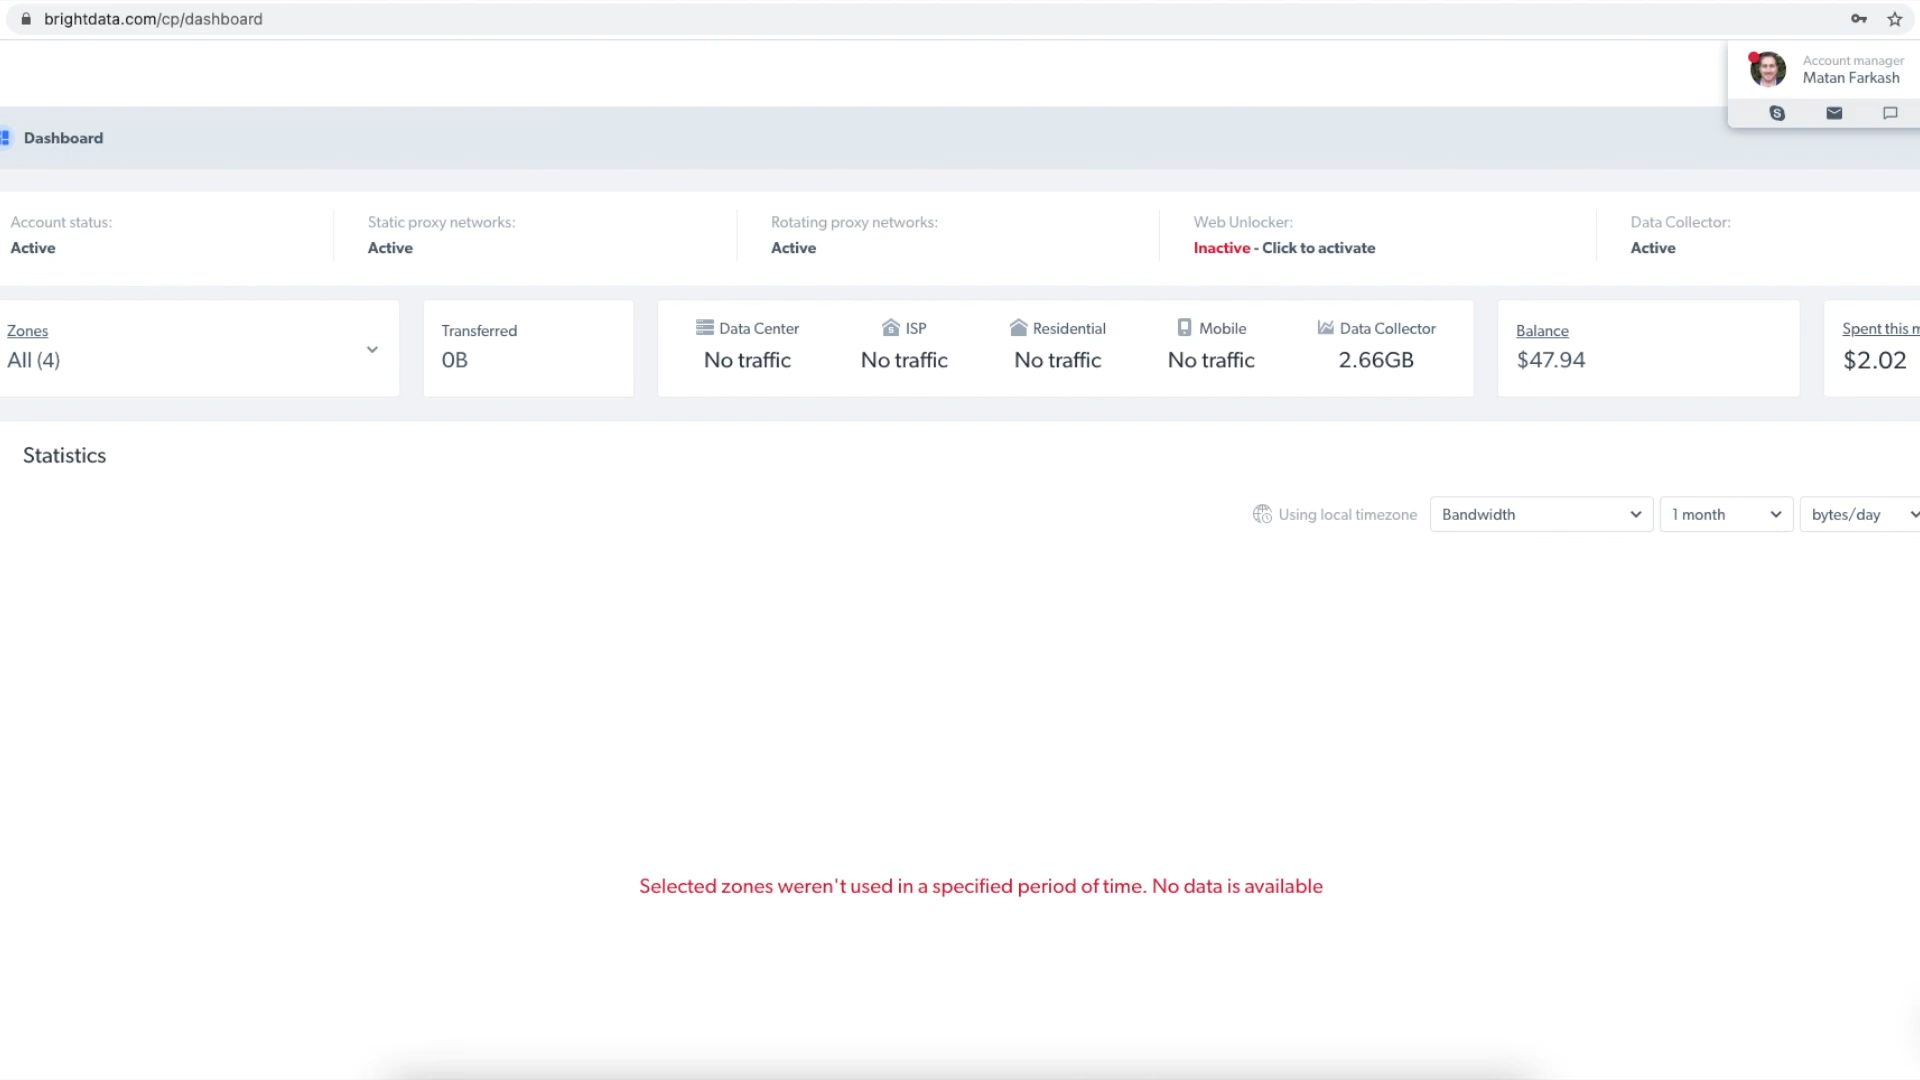 brightdata.com/cp/dashboard
Account manager
Matan Farkash
Dashboard
Account status:
Active
Static proxy networks:
Active
Rotating proxy networks:
Active
Web Unlocker:
Inactive - Click to activate
Data Collector:
Active
Zones
All (4)
Transferred
0B
Data Center
No traffic
ISP
No traffic
Residential
No traffic
Mobile
No traffic
Data Collector
2.66GB
Balance
$47.94
Spent this m
$2.02
Statistics
Using local timezone
Bandwidth
1 month
bytes/day
Selected zones weren't used in a specified period of time. No data is available